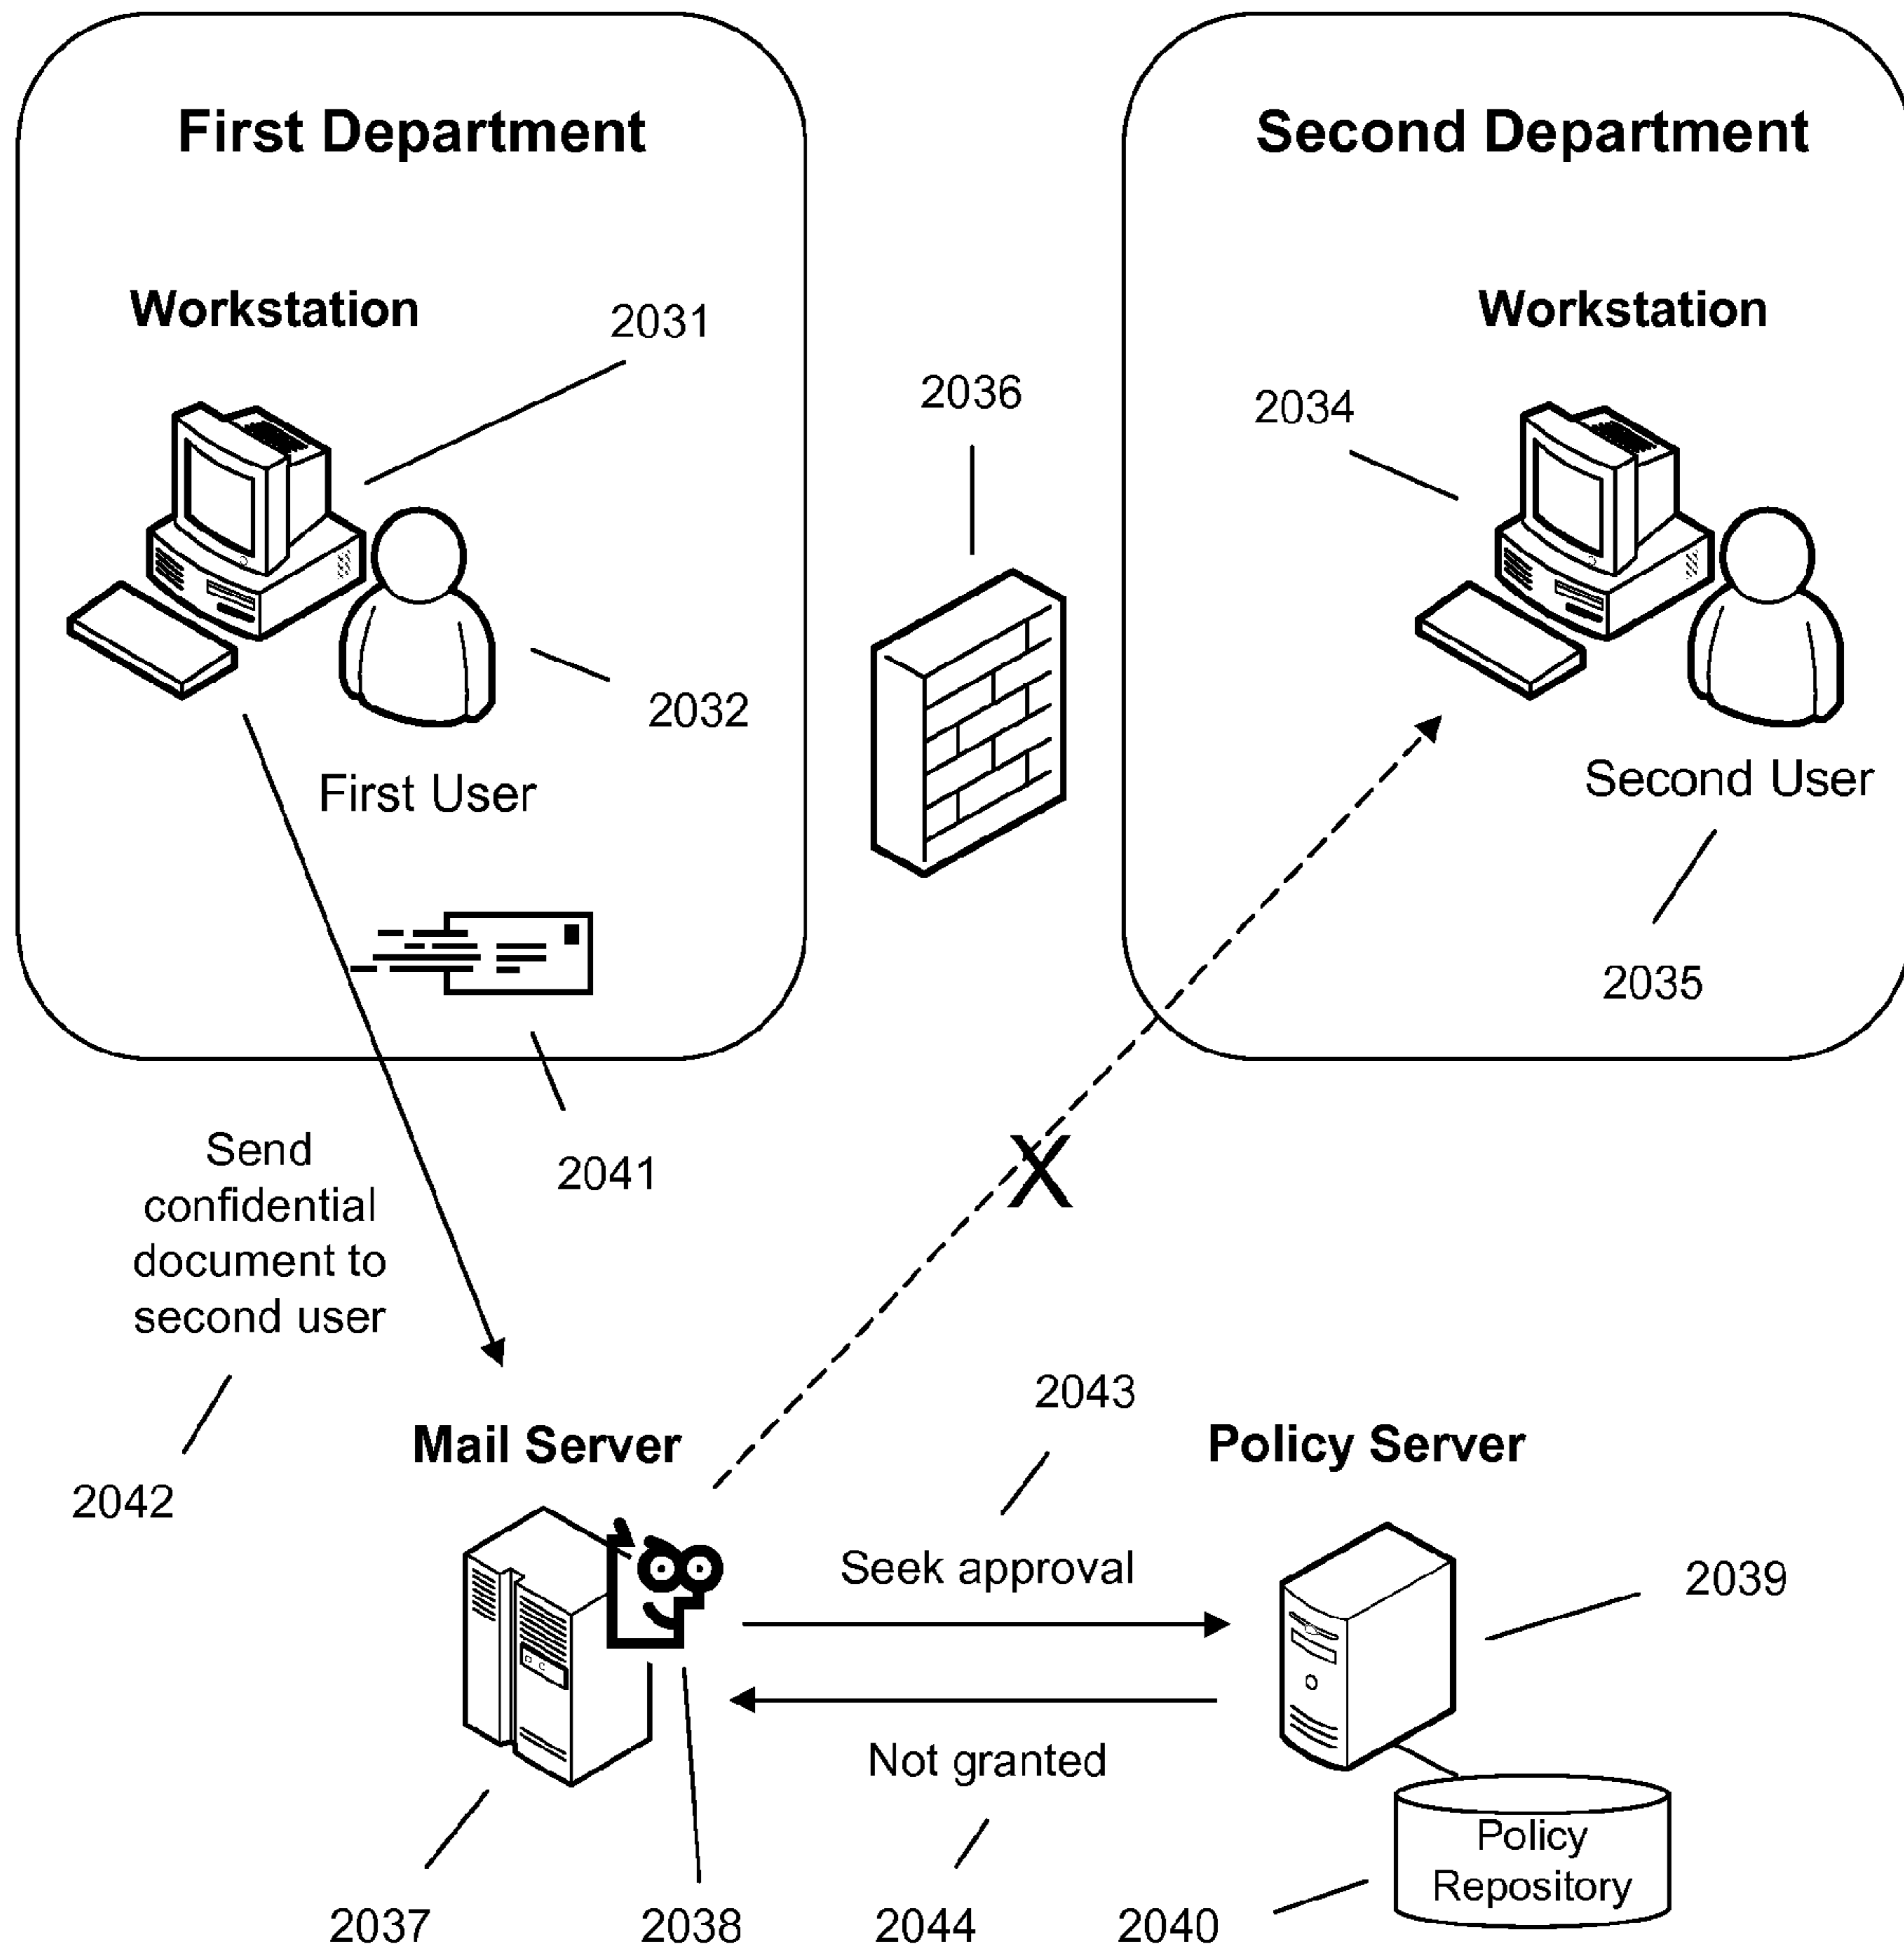 First Department
Second Department
Workstation
2031
Workstation
2036
2034
2032
First User
Second User
2035
2041
Send
confidential
document to
second user
X
2042
2043
Mail Server
Policy Server
Seek approval
2039
Not granted
Policy
Repository
2037
2038
2044
2040